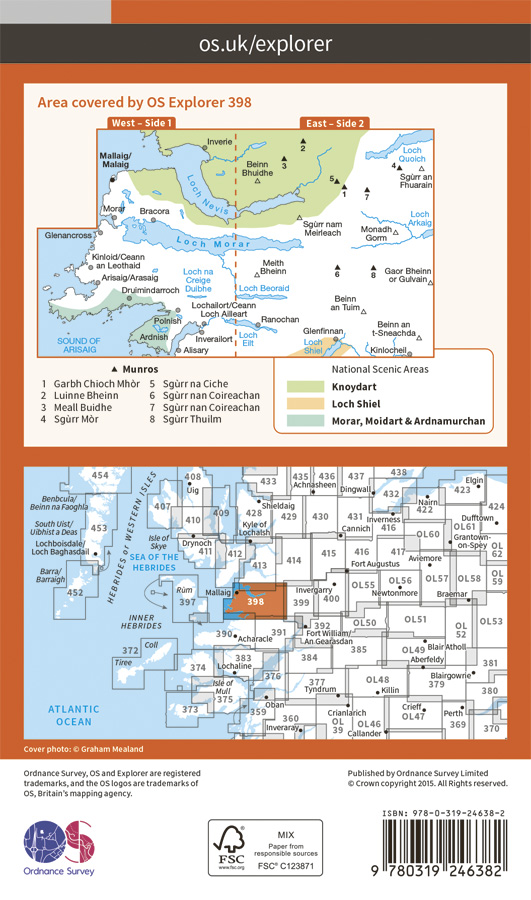 os.uk/explorer
Area covered by OS Explorer 398
West – Side 1
East – Side 2
Inverie
Mallaig/
Malaig
Beinn
Bhuidhe
2
3
Loch
Quoich
4
Sgùrr an
Fhuarain
5
1
7
Loch Nevis
Morar
Bracora
Sgùrr nam
Meirleach
Loch
Arkaig
Monadh
Gorm
Glenancross
Loch Morar
Kinloid/Ceann
an Leothaid
Arisaig/Arasaig
Druimindarroch
Loch na
Creige
Duibhe
Meith
Bheinn
6
8
Gaor Bheinn
or Gulvain
Loch Beoraid
Beinn
an Tuim
Lochailort/Ceann
Loch Ailleart
Polnish
Ranochan
Glenfinnan
Beinn an
t-Sneachda
Ardnish
Inverailort
Loch
Eilt
SOUND OF
ARISAIG
Alisary
Loch
Shiel
Kinlocheil
Munros
1 Garbh Chioch Mhòr
2 Luinne Bheinn
3 Meall Buidhe
4 Sgùrr Mòr
5 Sgùrr na Ciche
6 Sgùrr nan Coireachan
7 Sgùrr nan Coireachan
8 Sgùrr Thuilm
National Scenic Areas
Knoydart
Loch Shiel
Morar, Moidart & Ardnamurchan
454
408
Uig
433
435
436
Achnasheen
437
Dingwall
438
432
Elgin
423
Nairn
422
424
Benbcula/
Beinn na Faoghla
407
409
410
428
Shieldaig
429
430
431
Inverness
416
Dufftown
OL61
South Uist/
Uibhist a Deas
453
Lochboisdale/
Loch Baghasdail
HEBRIDES or WESTERN ISLES
Isle of
Skye
Drynoch
411
Kyle of
Lochalsh
412
413
414
Cannich
415
416
417
OL60
Grantown-
on-Spey
OL62
SEA OF THE
HEBRIDES
Barra/
Barraigh
452
Fort Augustus
Aviemore
OL57
OL58
OL
59
Rùm
397
Mallaig
398
Invergarry
399
400
OL55
OL56
Newtonmore
Braemar
INNER
HEBRIDES
390
Acharacle
391
392
Fort William/
An Gearasdan
OL50
OL51
OL
52
OL53
372
Coll
Tiree
374
383
Lochaline
384
385
OL49
Blair Atholl
Aberfeldy
381
Isle of
Mull
375
376
377
Tyndrum
OL48
Killin
379
Blairgowrie
380
ATLANTIC
OCEAN
373
359
Oban
360
Inveraray
OL
39
Crianlarich
OL46
Callander
Crieff
OL47
Perth
369
370
Cover photo: © Graham Mealand
Ordnance Survey, OS and Explorer are registered
trademarks, and the OS logos are trademarks of
OS, Britain's mapping agency.
Published by Ordnance Survey Limited
© Crown copyright 2015. All Rights reserved.
OS
Ordnance Survey
FSC
www.fsc.org
MIX
Paper from
responsible sources
FSC® C123871
ISBN: 978-0-319-24638-2
9 780319 246382